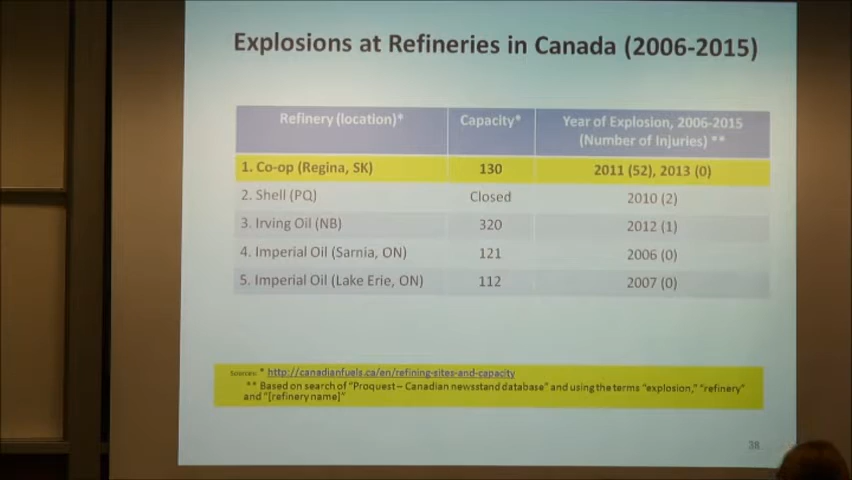 Explosions at Refineries in Canada (2006-2015)
Refinery (location)* Capacity* Year of Explosion, 2006-2015 (Number of Injuries) **
1. Co-op (Regina, SK) 130 2011 (52), 2013 (0)
2. Shell (PQ) Closed 2010 (2)
3. Irving Oil (NB) 320 2012 (1)
4. Imperial Oil (Sarnia, ON) 121 2006 (0)
5. Imperial Oil (Lake Erie, ON) 112 2007 (0)
Sources: * http://canadianfuels.ca/en/refining-sites-and-capacity
** Based on search of "Proquest – Canadian newsstand database" and using the terms "explosion," "refinery"
and "[refinery name]"
38